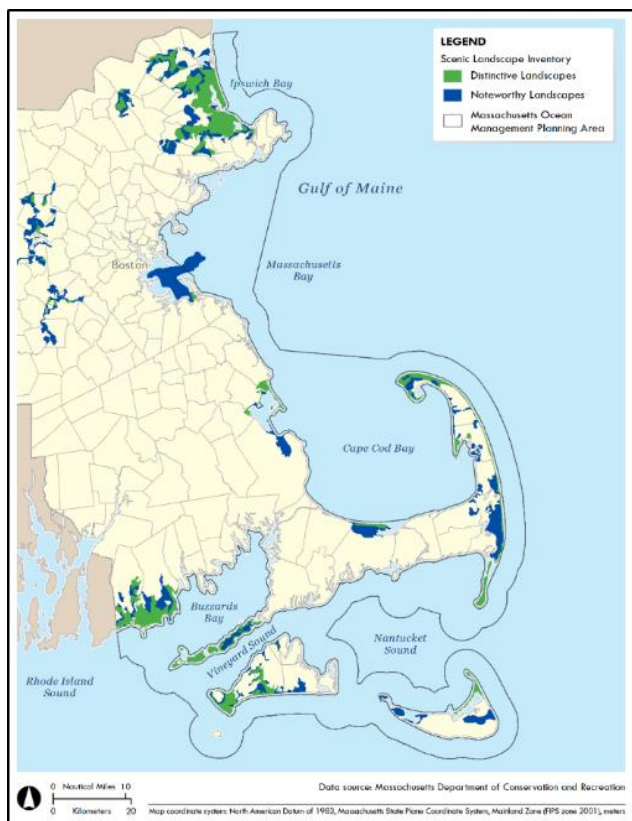 LEGEND
Scenic Landscape Inventory
Distinctive Landscapes
Noteworthy Landscapes
Massachusetts Ocean
Management Planning Area
Ipswich Bay
Gulf of Maine
Boston
Massachusetts
Bay
Cape Cod Bay
Buzzards
Bay
Vineyard Sound
Nantucket
Sound
Rhode Island
Sound
0 Nautical Miles 10
0 Kilometers 20
Data source: Massachusetts Department of Conservation and Recreation
Map coordinate system: North American Datum of 1983, Massachusetts State Plane Coordinate System, Mainland Zone (FIPS zone 2001), meters